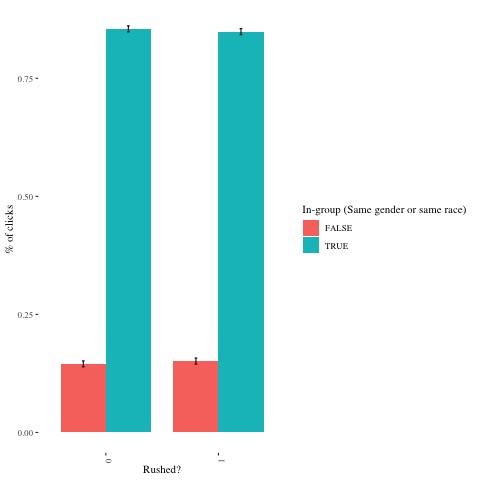 % of clicks
0.75
0.50
0.25
0.00
0
1
Rushed?
In-group (Same gender or same race)
FALSE
TRUE